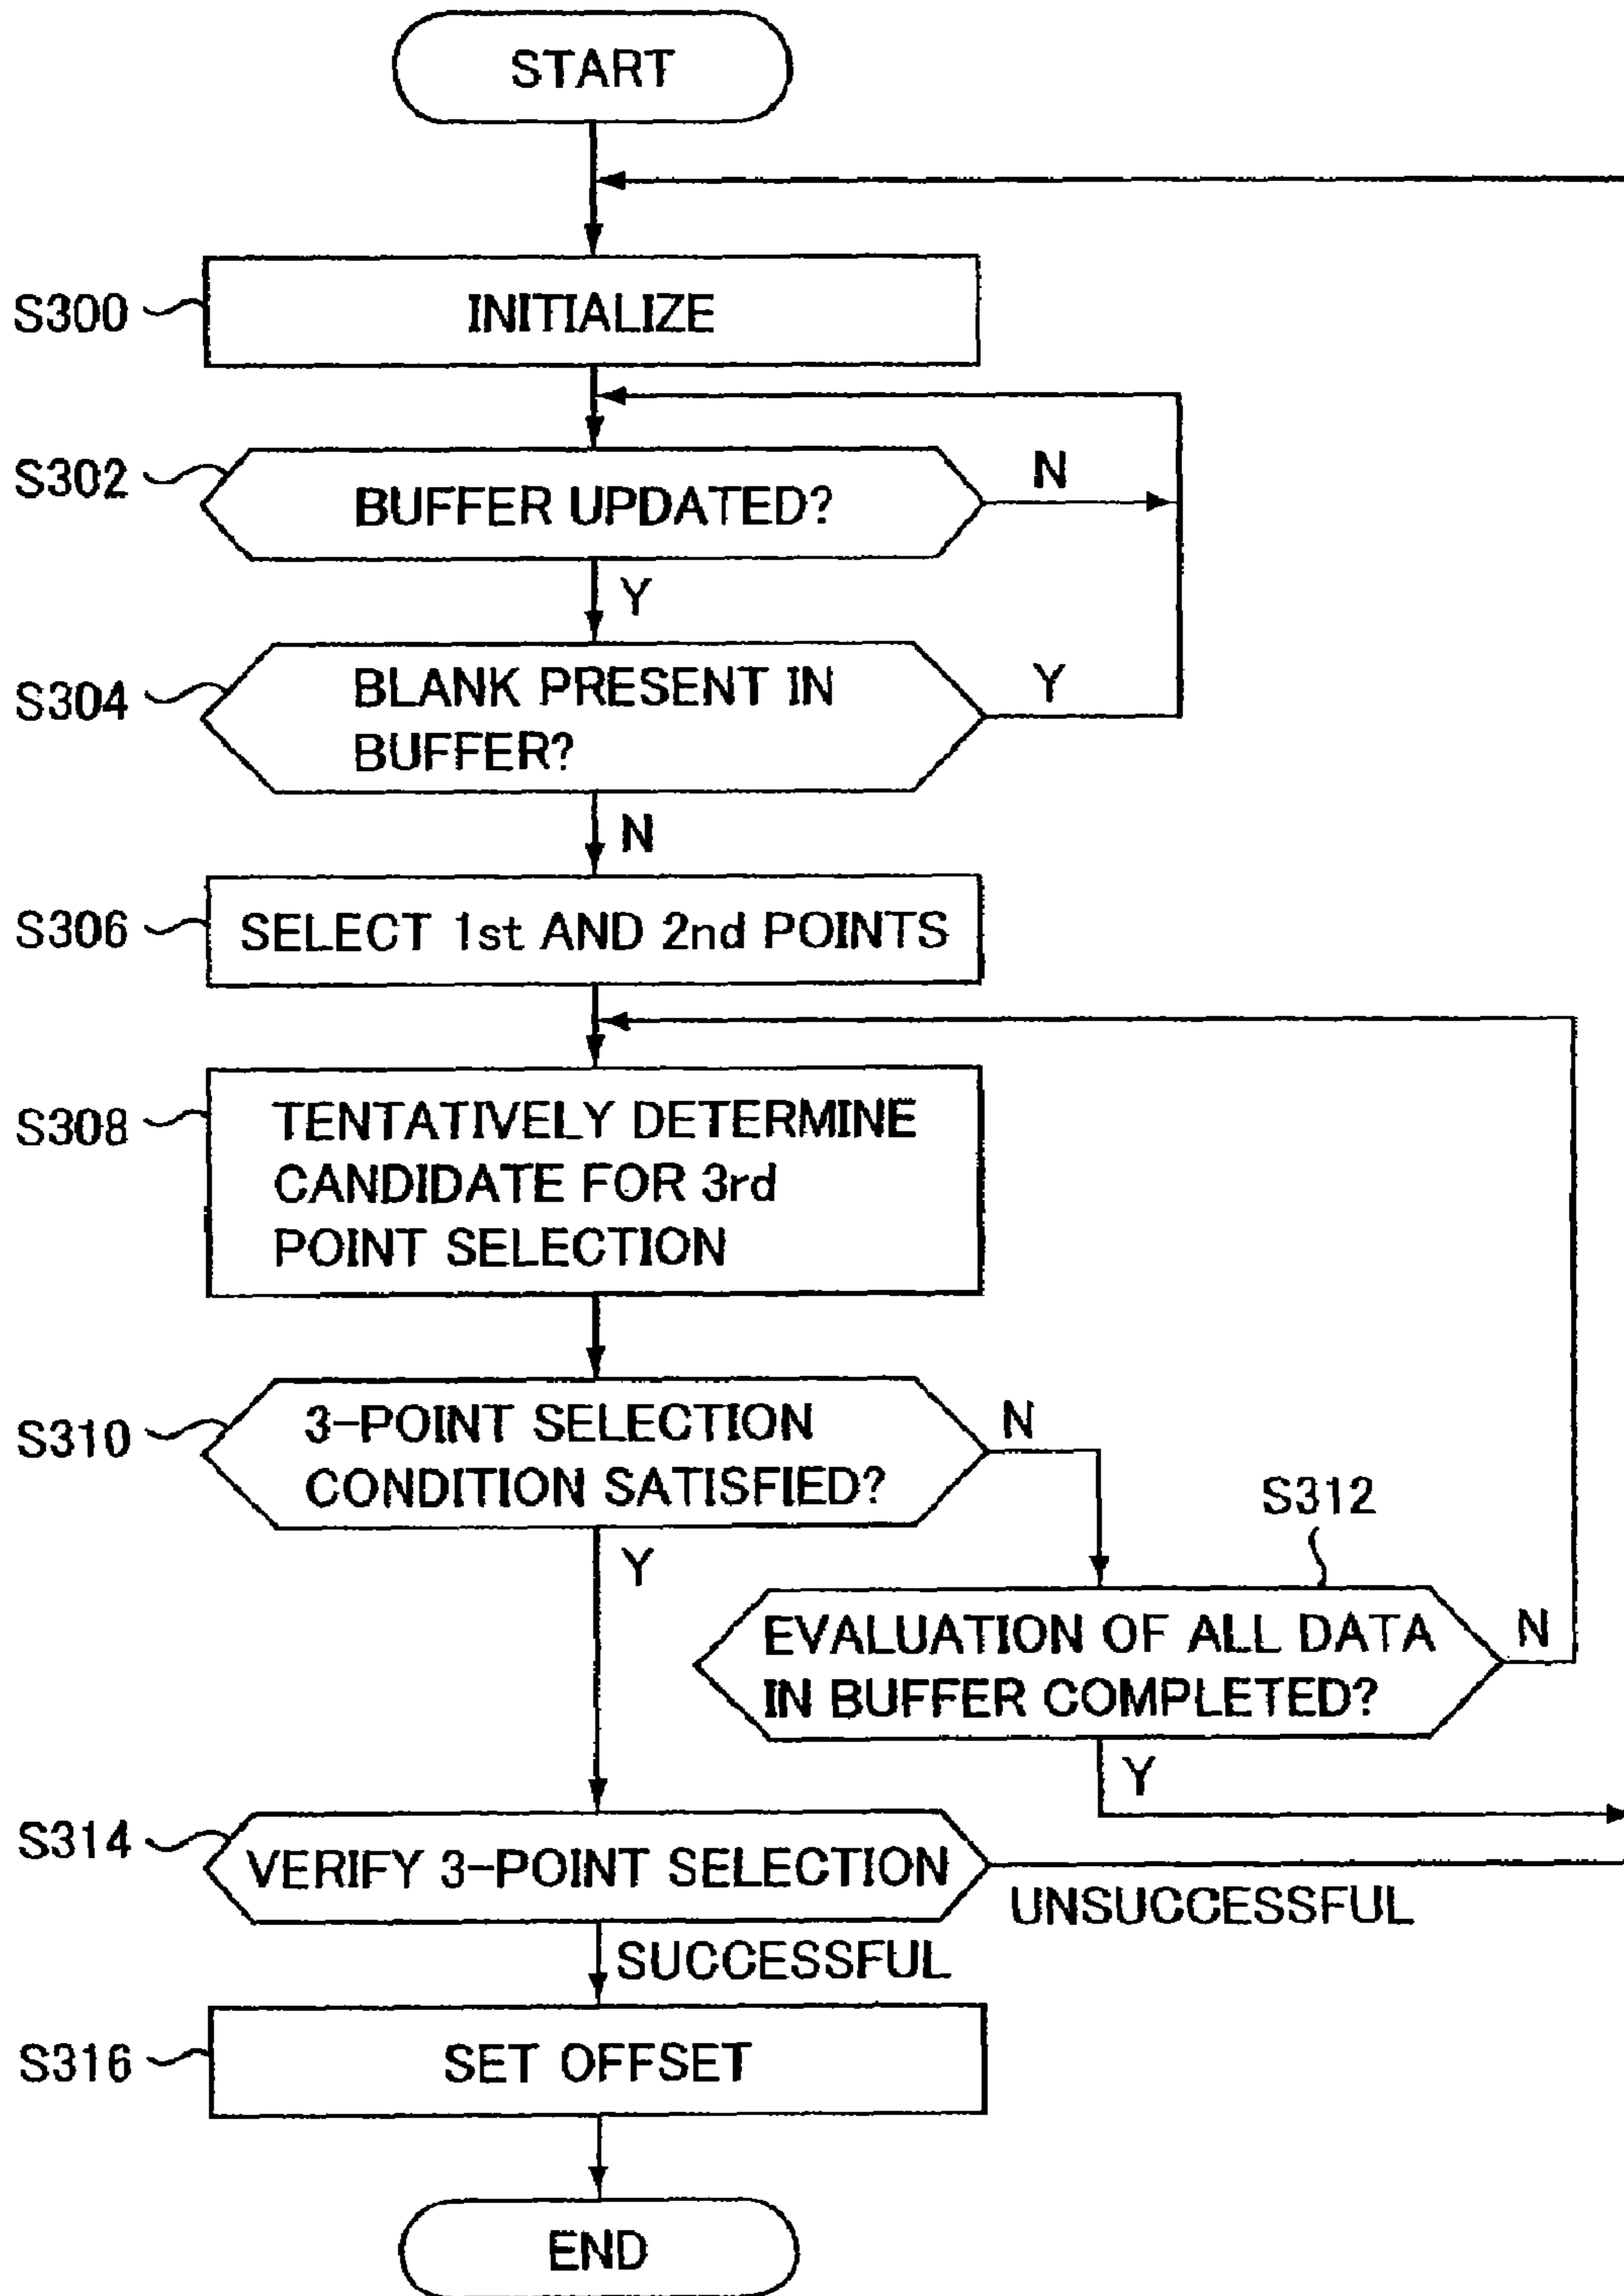 START
S300
INITIALIZE
S302
BUFFER UPDATED?
N
Y
S304
BLANK PRESENT IN
BUFFER?
Y
N
S306
SELECT 1st AND 2nd POINTS
S308
TENTATIVELY DETERMINE
CANDIDATE FOR 3rd
POINT SELECTION
S310
3-POINT SELECTION
CONDITION SATISFIED?
N
Y
S312
EVALUATION OF ALL DATA
IN BUFFER COMPLETED?
N
Y
S314
VERIFY 3-POINT SELECTION
UNSUCCESSFUL
SUCCESSFUL
S316
SET OFFSET
END